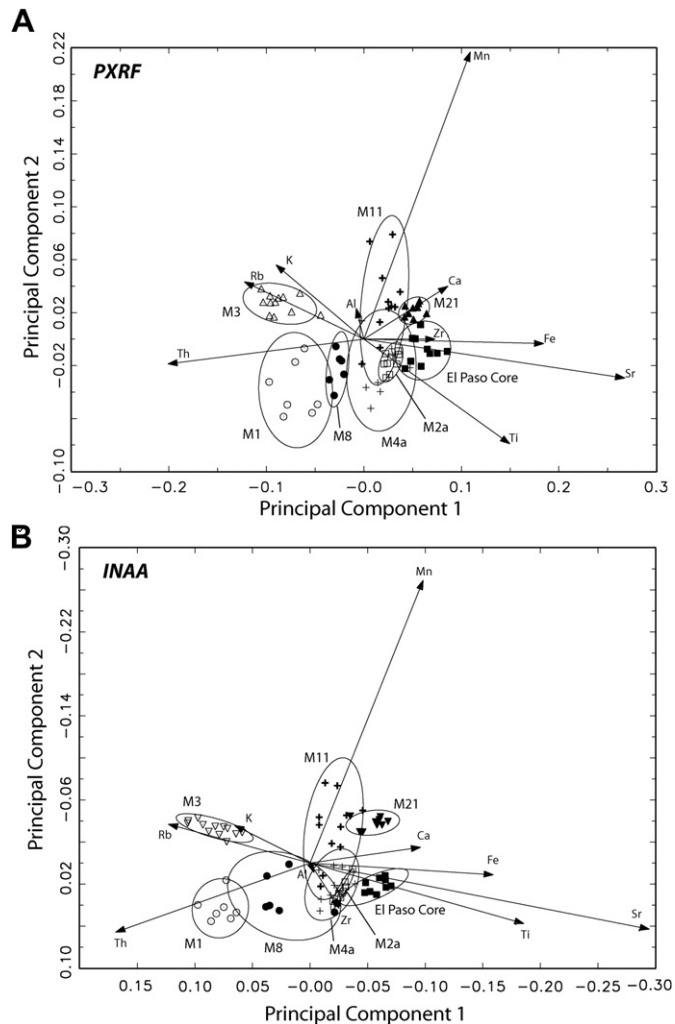 A
PXRF
0.22
0.18
0.14
0.10
0.06
0.02
−0.02
−0.10
Principal Component 2
Mn
M11
K
Rb
Ca
Al
M21
M3
Zr
Fe
Th
El Paso Core
Sr
M1
M8
M4a
M2a
Ti
−0.3 −0.2 −0.1 −0.0 0.1 0.2 0.3
Principal Component 1
B
INAA
−0.30
−0.22
−0.14
−0.06
0.02
0.10
Principal Component 2
Mn
M11
M3
M21
K
Rb
Ca
Al
Fe
El Paso Core
Zr
Sr
Th
M1
M8
M4a
M2a
Ti
0.15 0.10 0.05 −0.00 −0.05 −0.10 −0.15 −0.20 −0.25 −0.30
Principal Component 1